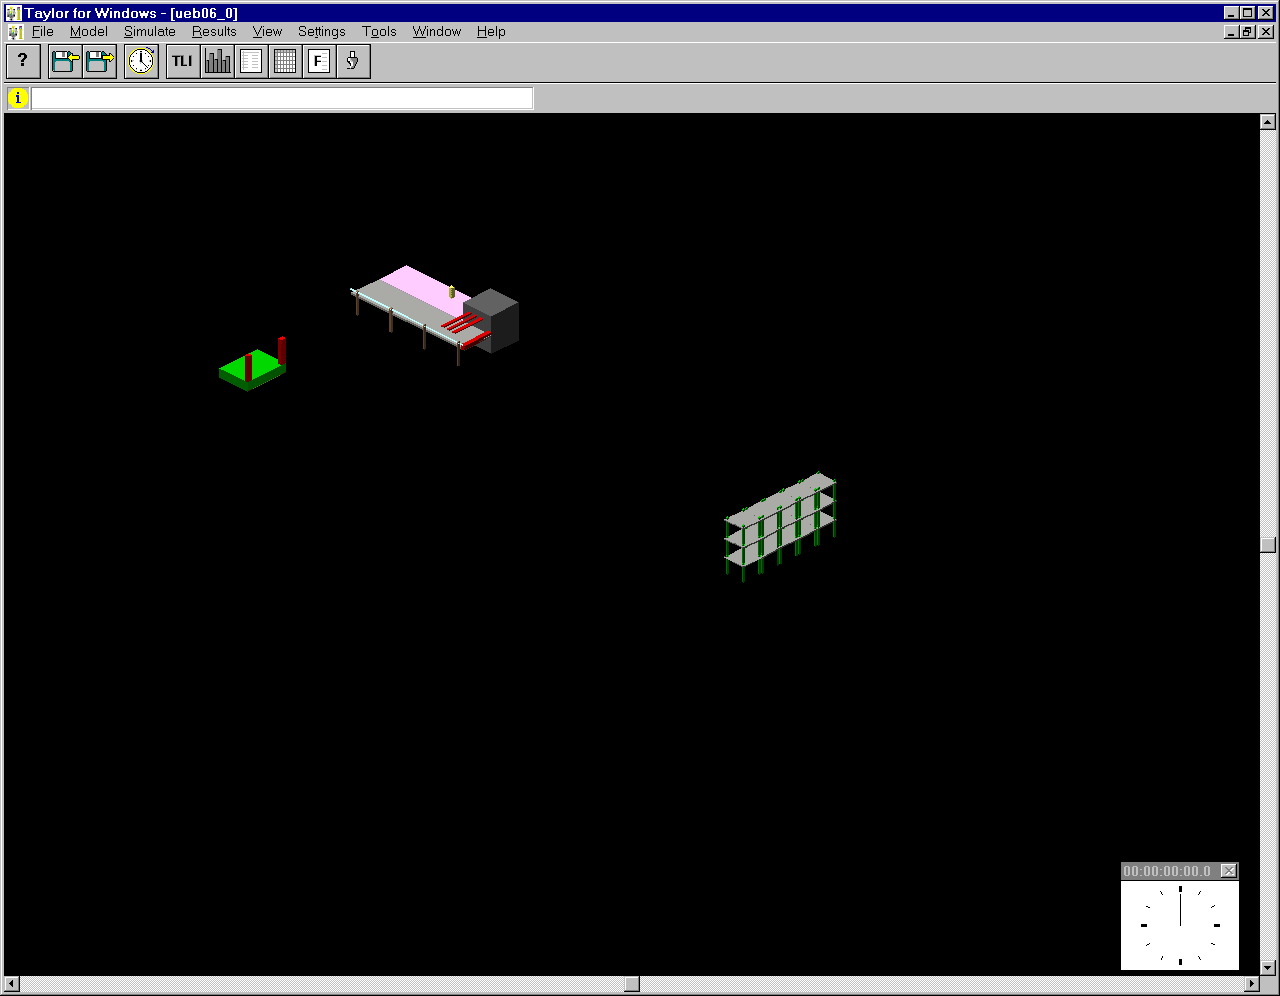 Taylor for Windows - [ueb06_0]
File Model Simulate Results View Settings Tools Window Help
? TLI F
i
00:00:00:00.0